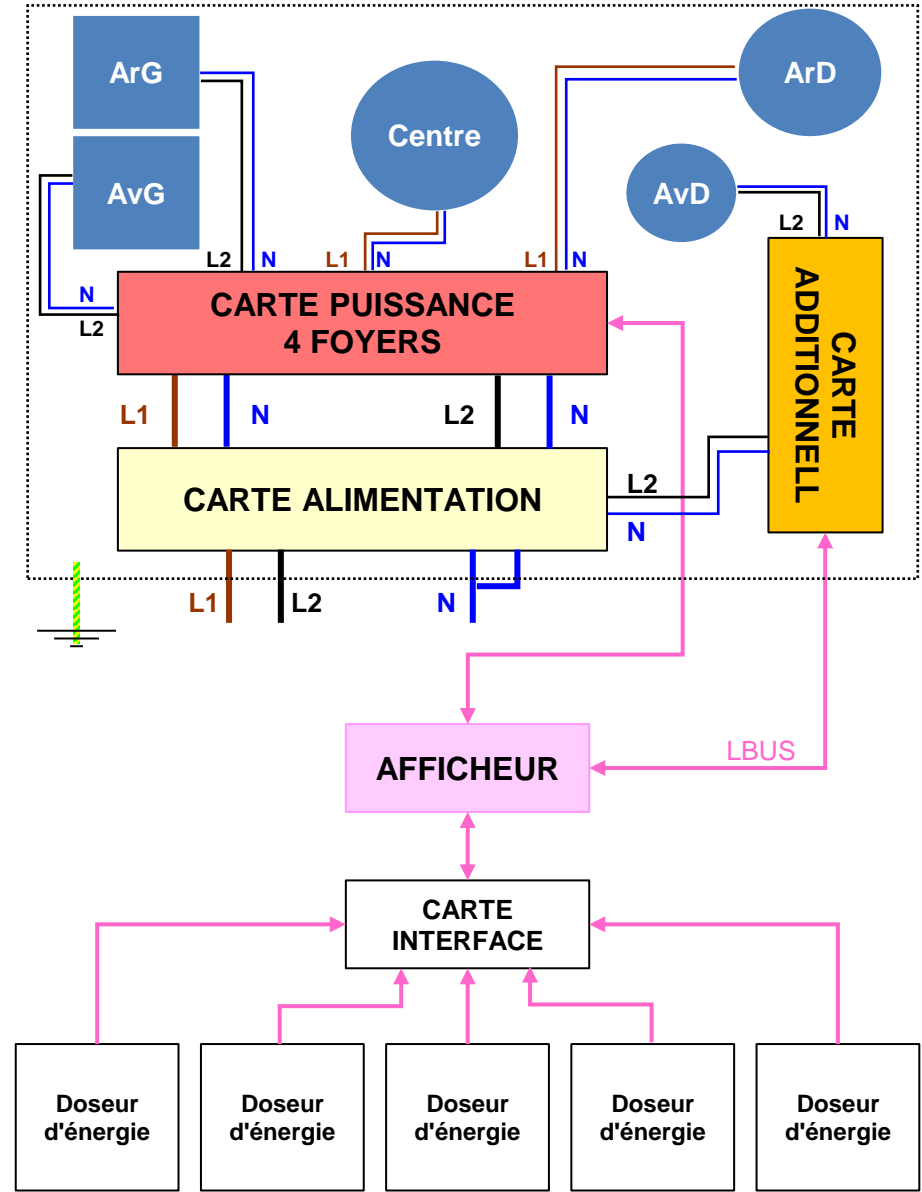 ArG
ArD
Centre
AvG
AvD
L2
N
L2
N
L1
N
L1
N
N
L2
CARTE PUISSANCE
4 FOYERS
CARTE
ADDITIONNELL
L1
N
L2
N
CARTE ALIMENTATION
L2
N
L1
L2
N
AFFICHEUR
LBUS
CARTE
INTERFACE
Doseur
d'énergie
Doseur
d'énergie
Doseur
d'énergie
Doseur
d'énergie
Doseur
d'énergie